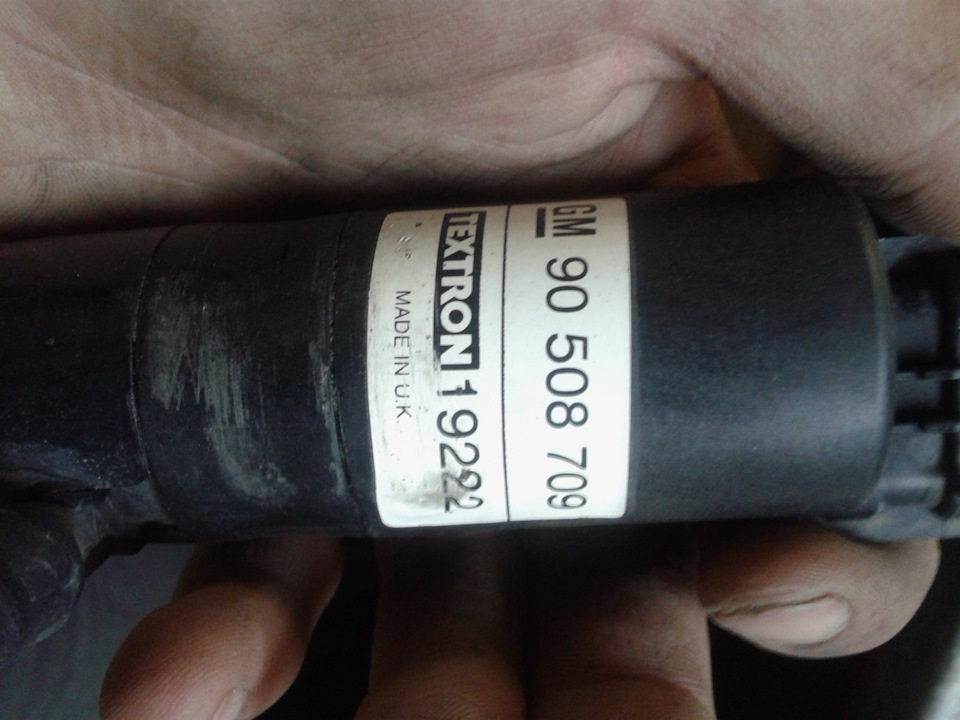 GM 90 508 709
TEXTRON 19222
MADE IN U.K.